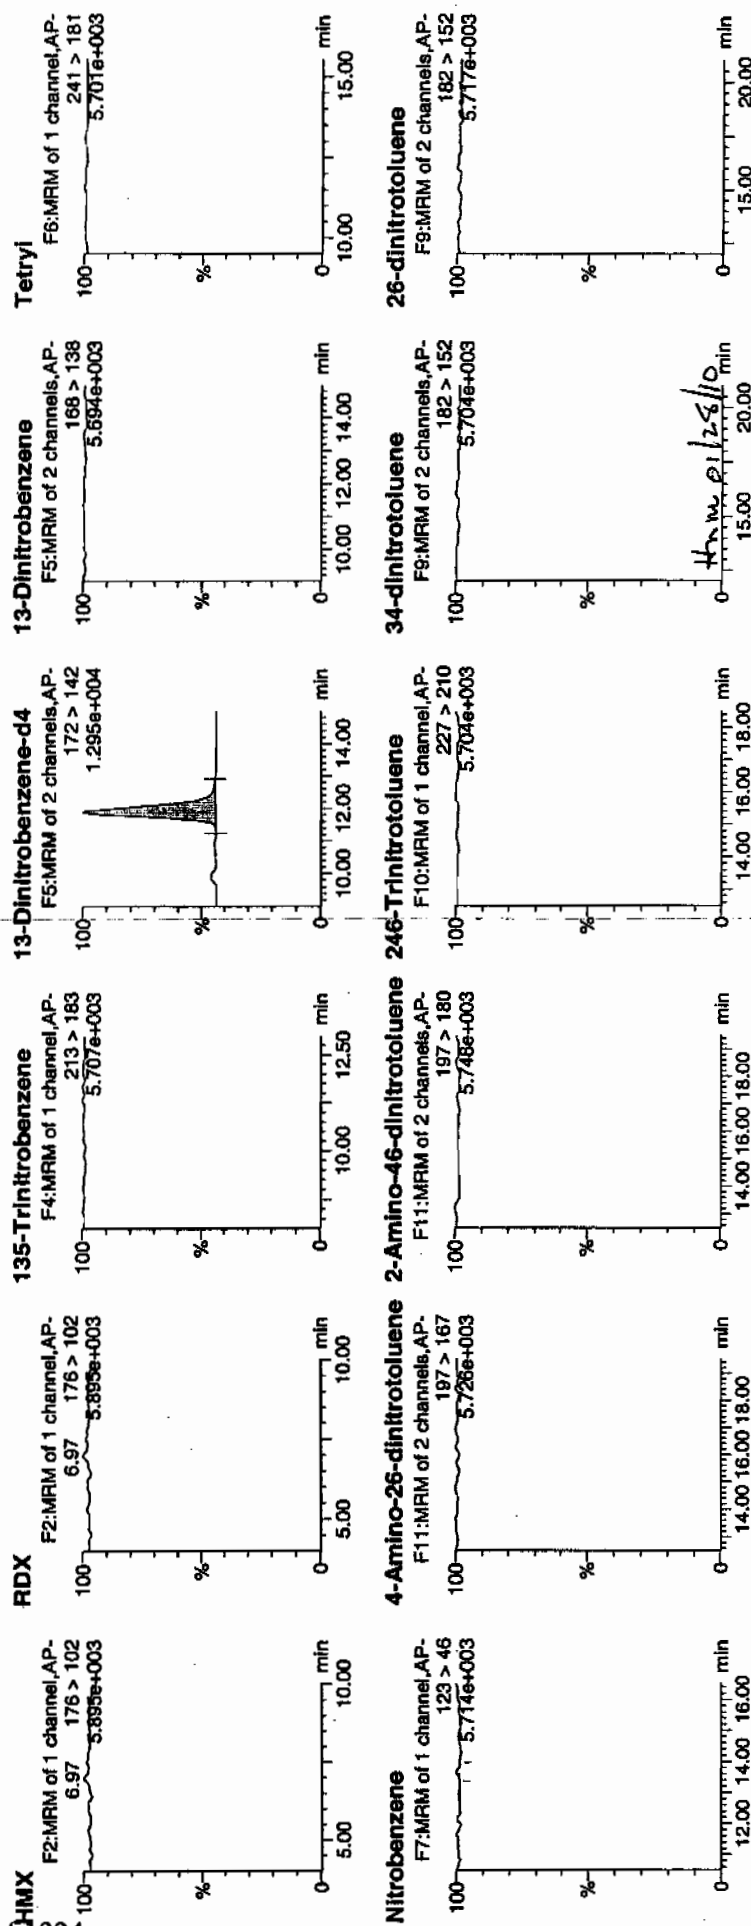 HMX
F2:MRM of 1 channel,AP-
6.97 176 > 102
5.895e+003
100
%
0
5.00 10.00 min
RDX
F2:MRM of 1 channel,AP-
6.97 176 > 102
5.895e+003
100
%
0
5.00 10.00 min
135-Trinitrobenzene
F4:MRM of 1 channel,AP-
213 > 183
5.707e+003
100
%
0
10.00 12.50 min
13-Dinitrobenzene-d4
F5:MRM of 2 channels,AP-
172 > 142
1.295e+004
100
%
0
10.00 12.00 14.00 min
13-Dinitrobenzene
F5:MRM of 2 channels,AP-
168 > 138
5.694e+003
100
%
0
10.00 12.00 14.00 min
Tetryl
F6:MRM of 1 channel,AP-
241 > 181
5.701e+003
100
%
0
10.00 15.00 min
Nitrobenzene
F7:MRM of 1 channel,AP-
123 > 46
5.714e+003
100
%
0
12.00 14.00 16.00 min
4-Amino-26-dinitrotoluene
F11:MRM of 2 channels,AP-
197 > 167
5.726e+003
100
%
0
14.00 16.00 18.00 min
2-Amino-46-dinitrotoluene
F11:MRM of 2 channels,AP-
197 > 180
5.748e+003
100
%
0
14.00 16.00 18.00 min
246-Trinitrotoluene
F10:MRM of 1 channel,AP-
227 > 210
5.704e+003
100
%
0
14.00 16.00 18.00 min
34-dinitrotoluene
F9:MRM of 2 channels,AP-
182 > 152
5.704e+003
100
%
0
15.00 20.00 min
01/28/10
26-dinitrotoluene
F9:MRM of 2 channels,AP-
182 > 152
5.717e+003
100
%
0
15.00 20.00 min